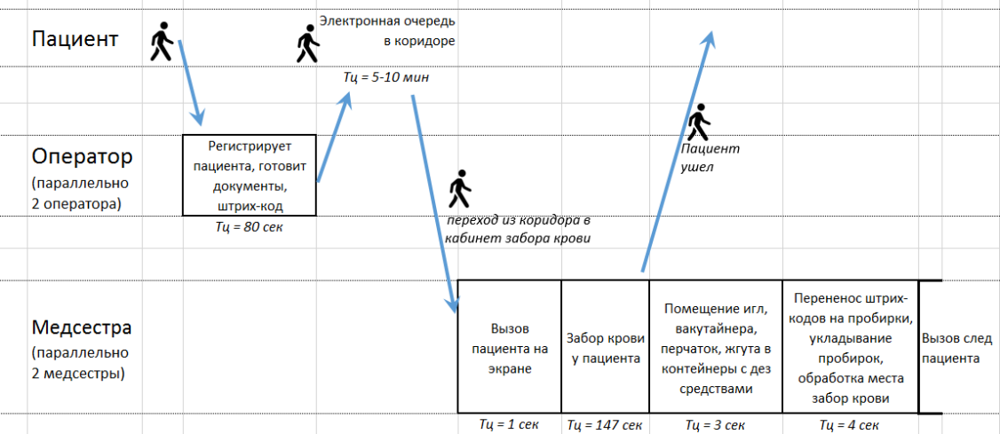 Пациент
Электронная очередь
в коридоре
Тц = 5-10 мин
Оператор
(параллельно
2 оператора)
Регистрирует
пациента, готовит
документы,
штрих-код
Тц = 80 сек
переход из коридора в
кабинет забора крови
Пациент
ушел
Медсестра
(параллельно
2 медсестры)
Вызов
пациента на
экране
Тц = 1 сек
Забор крови
у пациента
Тц = 147 сек
Помещение игл,
вакутайнера,
перчаток, жгута в
контейнеры с дез
средствами
Тц = 3 сек
Перененос штрих-
кодов на пробирки,
укладывание
пробирок,
обработка места
забор крови
Тц = 4 сек
Вызов след
пациента